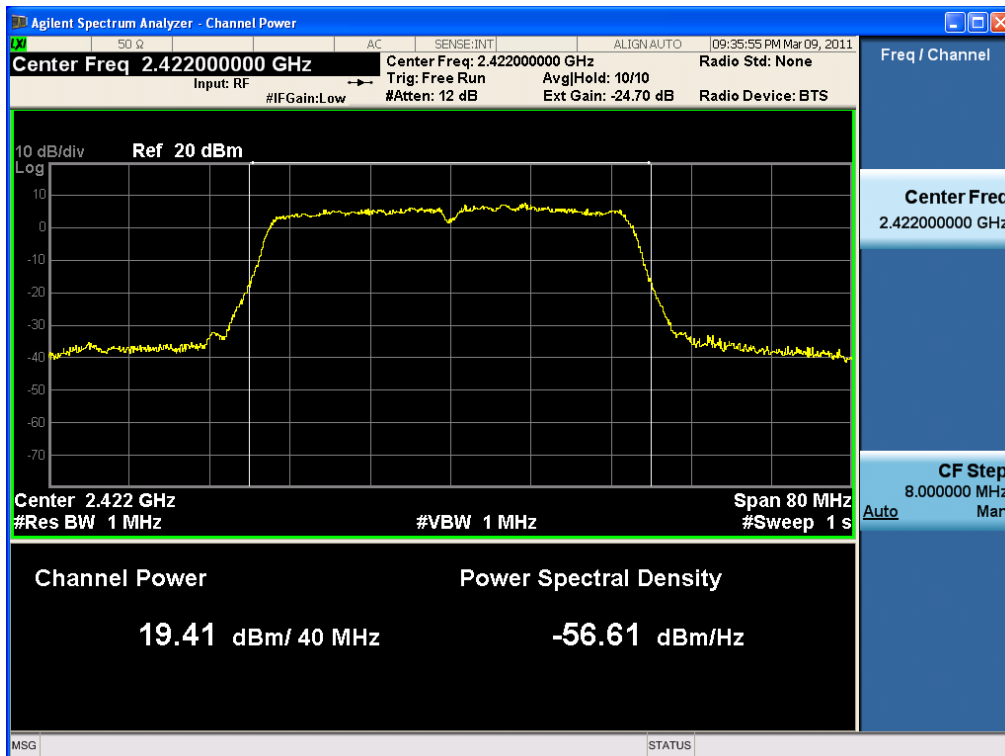 Agilent Spectrum Analyzer - Channel Power
LXI 50 Ω AC SENSE:INT ALIGN AUTO 09:35:55 PM Mar 09, 2011
Center Freq 2.422000000 GHz
Input: RF
#IFGain:Low
Center Freq: 2.422000000 GHz
Trig: Free Run Avg|Hold: 10/10
#Atten: 12 dB Ext Gain: -24.70 dB
Radio Std: None
Radio Device: BTS
Freq / Channel
10 dB/div Ref 20 dBm
Log
10
0
-10
-20
-30
-40
-50
-60
-70
Center 2.422 GHz Span 80 MHz
#Res BW 1 MHz #VBW 1 MHz #Sweep 1 s
Center Freq
2.422000000 GHz
CF Step
8.000000 MHz
Auto Man
Channel Power Power Spectral Density
19.41 dBm/ 40 MHz -56.61 dBm/Hz
MSG STATUS